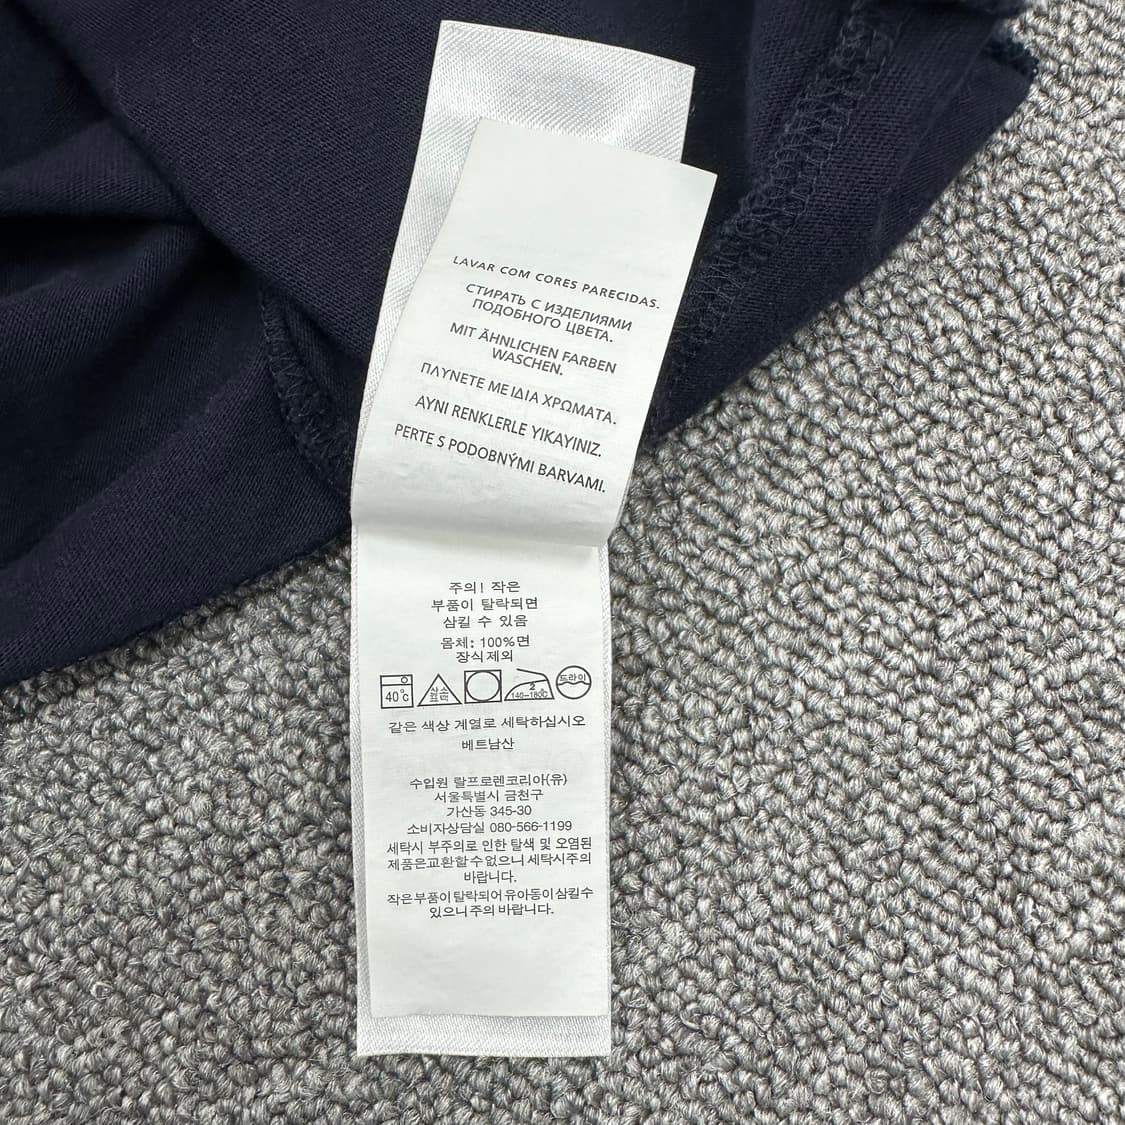 LAVAR COM CORES PARECIDAS.
СТИРАТЬ С ИЗДЕЛИЯМИ
ПОДОБНОГО ЦВЕТА.
MIT ÄHNLICHEN FARBEN
WASCHEN.
ΠΛΥΝΕΤΕ ΜΕ ΙΔΙΑ ΧΡΩΜΑΤΑ.
AYNI RENKLERLE YIKAYINIZ.
PERTE S PODOBNÝMI BARVAMI.
주의! 작은
부품이 탈락되면
삼킬 수 있음
몸체: 100%면
장식제외
40℃ 산소 표백 2 140-180℃ 드라이
같은 색상 계열로 세탁하십시오
베트남산
수입원 랄프로렌코리아(유)
서울특별시 금천구
가산동 345-30
소비자상담실 080-566-1199
세탁시 부주의로 인한 탈색 및 오염된
제품은교환할수없으니 세탁시주의
바랍니다.
작은부품이탈락되어유아동이삼킬수
있으니주의 바랍니다.